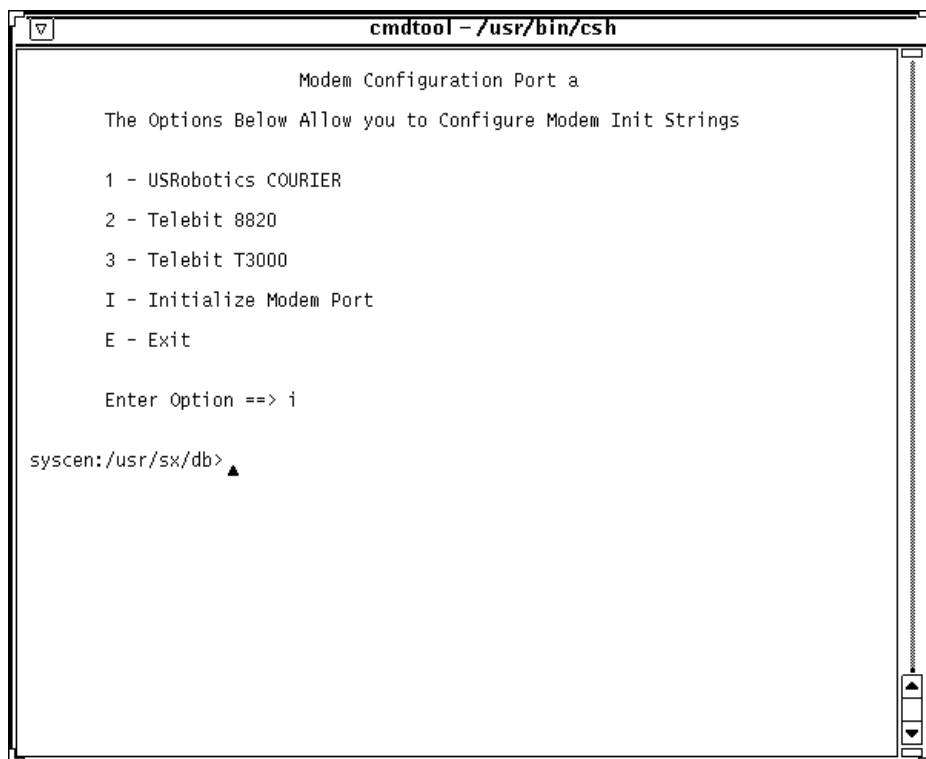 cmdtool – /usr/bin/csh
Modem Configuration Port a
The Options Below Allow you to Configure Modem Init Strings
1 - USRobotics COURIER
2 - Telebit 8820
3 - Telebit T3000
I - Initialize Modem Port
E - Exit
Enter Option ==> i
syscen:/usr/sx/db>